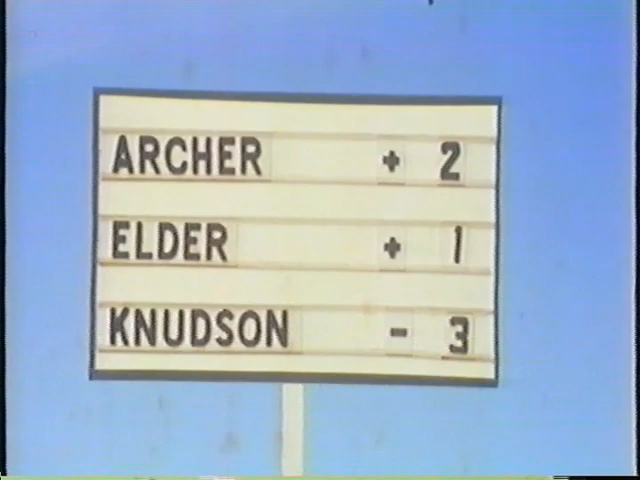 ARCHER + 2
ELDER + 1
KNUDSON - 3